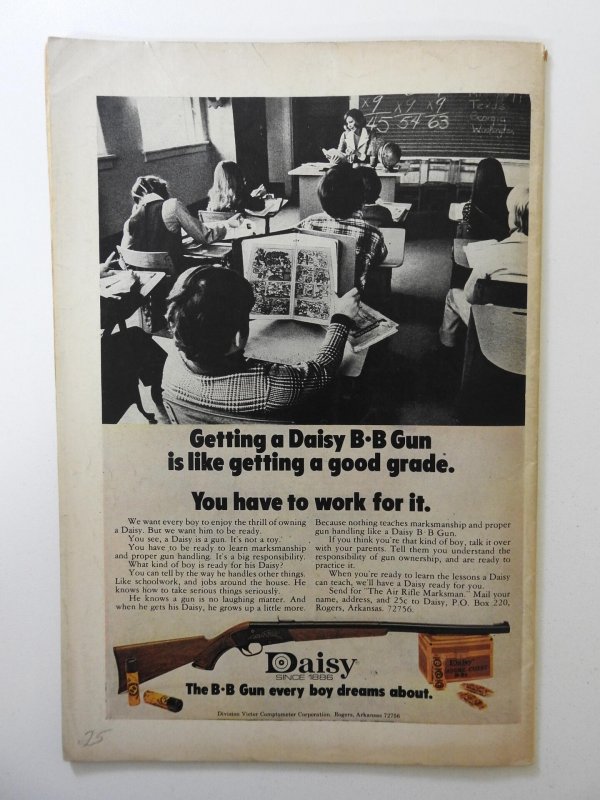 x9 x9 x9
45 54 63
Texas
Georgia
Washington
Getting a Daisy B·B Gun
is like getting a good grade.
You have to work for it.
We want every boy to enjoy the thrill of owning
a Daisy. But we want him to be ready.
You see, a Daisy is a gun. It's not a toy.
You have to be ready to learn marksmanship
and proper gun handling. It's a big responsibility.
What kind of boy is ready for his Daisy?
You can tell by the way he handles other things.
Like schoolwork, and jobs around the house. He
knows how to take serious things seriously.
He knows a gun is no laughing matter. And
when he gets his Daisy, he grows up a little more.
Because nothing teaches marksmanship and proper
gun handling like a Daisy B·B Gun.
If you think you're that kind of boy, talk it over
with your parents. Tell them you understand the
responsibility of gun ownership, and are ready to
practice it.
When you're ready to learn the lessons a Daisy
can teach, we'll have a Daisy ready for you.
Send for "The Air Rifle Marksman." Mail your
name, address, and 25¢ to Daisy, P.O. Box 220,
Rogers, Arkansas. 72756.
Daisy
SINCE 1886
Daisy
The B·B Gun every boy dreams about.
Division Victor Comptometer Corporation. Rogers, Arkansas 72756
25